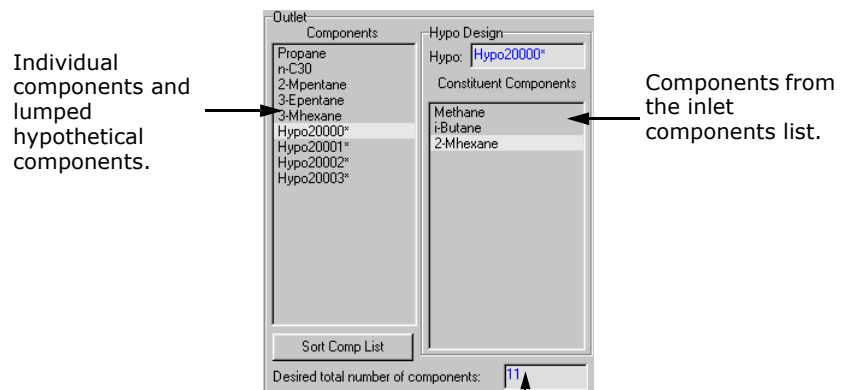 Individual
components and
lumped
hypothetical
components.
Outlet
Components
Propane
n-C30
2-Mpentane
3-Epentane
3-Mhexane
Hypo20000*
Hypo20001*
Hypo20002*
Hypo20003*
Sort Comp List
Hypo Design
Hypo: Hypo20000*
Constituent Components
Methane
i-Butane
2-Mhexane
Desired total number of components: 11
Components from
the inlet
components list.